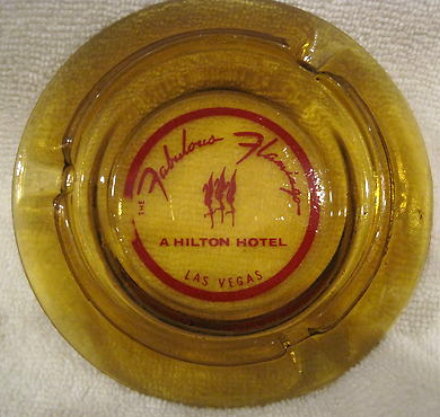 THE Fabulous Flamingo
A HILTON HOTEL
LAS VEGAS